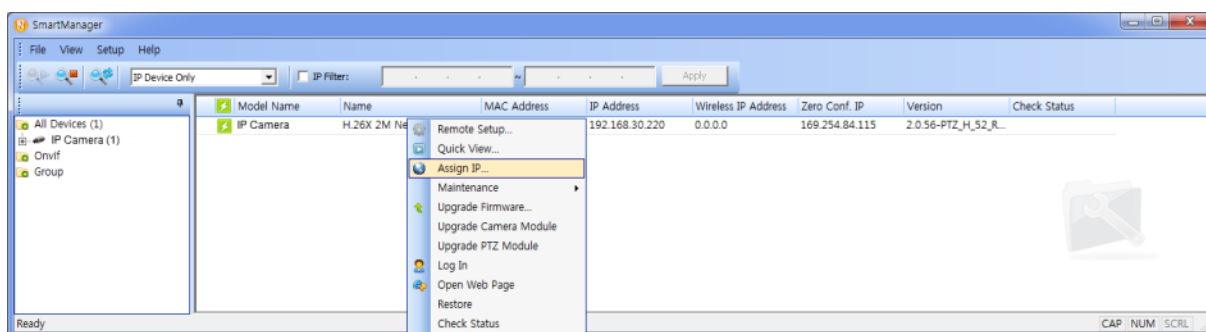 SmartManager
File View Setup Help
IP Device Only IP Filter: . . . ~ . . . Apply
Model Name Name MAC Address IP Address Wireless IP Address Zero Conf. IP Version Check Status
All Devices (1)
IP Camera (1)
Onvif
Group
IP Camera H.26X 2M Ne 192.168.30.220 0.0.0.0 169.254.84.115 2.0.56-PTZ_H_52_R...
Remote Setup...
Quick View...
Assign IP...
Maintenance
Upgrade Firmware...
Upgrade Camera Module
Upgrade PTZ Module
Log In
Open Web Page
Restore
Check Status
Ready CAP NUM SCRL